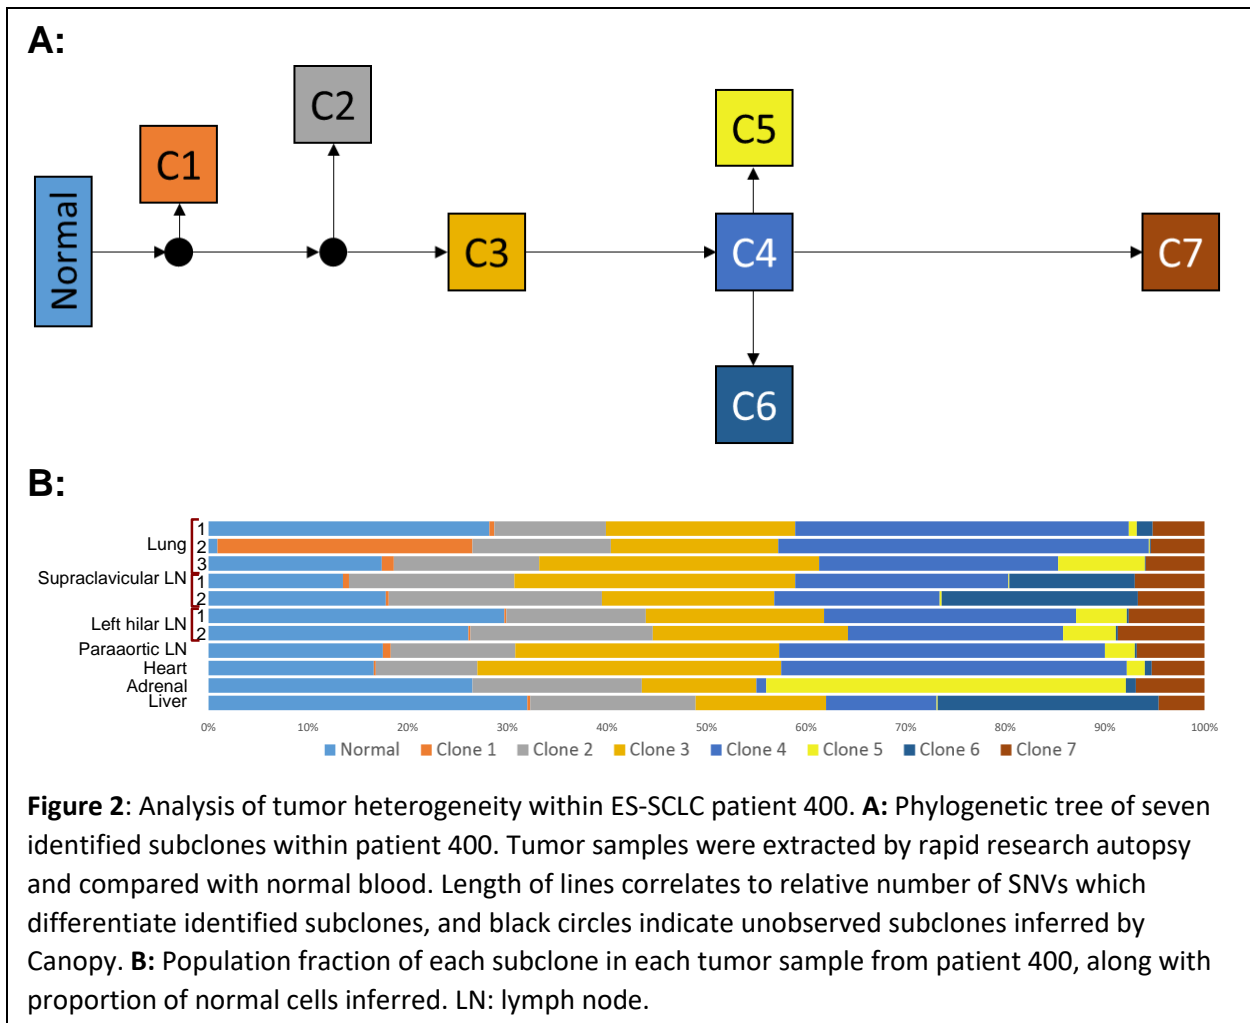 A:
C2
C5
C1
Normal
C3
C4
C7
C6
B:
Lung
1
2
3
Supraclavicular LN
1
2
Left hilar LN
1
2
Paraaortic LN
Heart
Adrenal
Liver
0% 10% 20% 30% 40% 50% 60% 70% 80% 90% 100%
Normal Clone 1 Clone 2 Clone 3 Clone 4 Clone 5 Clone 6 Clone 7
Figure 2: Analysis of tumor heterogeneity within ES-SCLC patient 400. A: Phylogenetic tree of seven
identified subclones within patient 400. Tumor samples were extracted by rapid research autopsy
and compared with normal blood. Length of lines correlates to relative number of SNVs which
differentiate identified subclones, and black circles indicate unobserved subclones inferred by
Canopy. B: Population fraction of each subclone in each tumor sample from patient 400, along with
proportion of normal cells inferred. LN: lymph node.